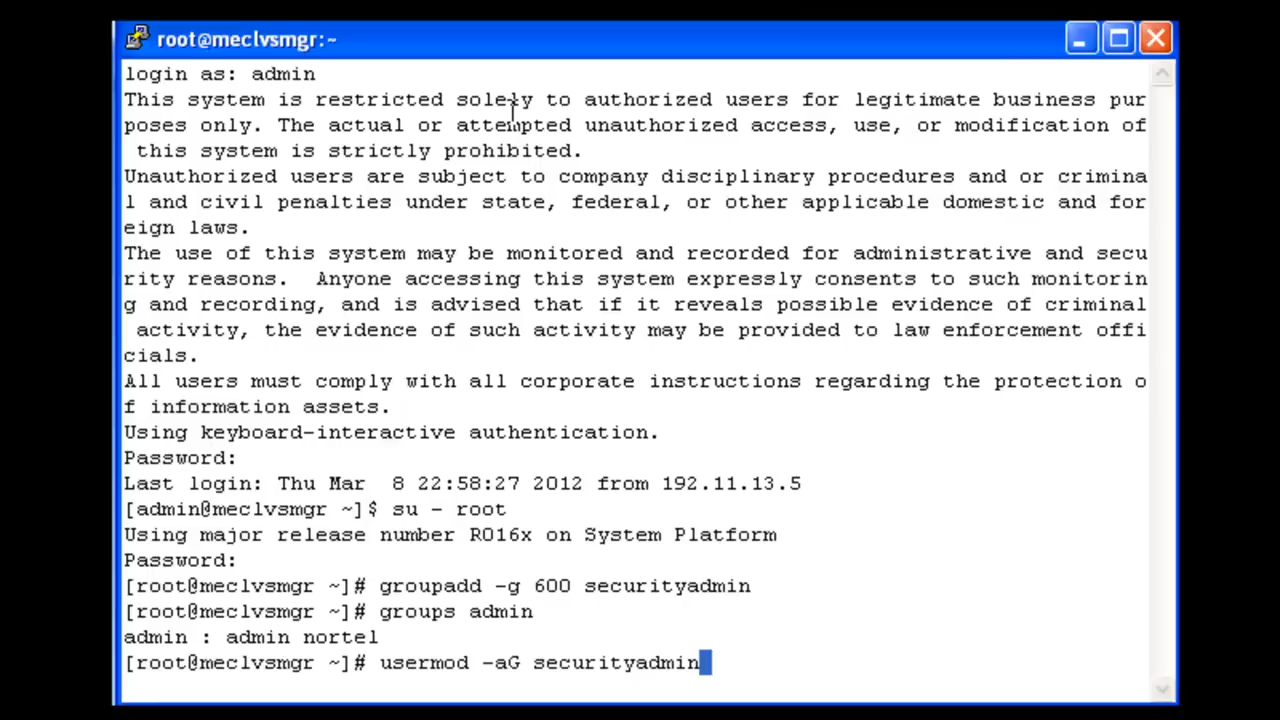 root@meclvsmgr:~
login as: admin
This system is restricted solely to authorized users for legitimate business pur
poses only. The actual or attempted unauthorized access, use, or modification of
 this system is strictly prohibited.
Unauthorized users are subject to company disciplinary procedures and or crimina
l and civil penalties under state, federal, or other applicable domestic and for
eign laws.
The use of this system may be monitored and recorded for administrative and secu
rity reasons.  Anyone accessing this system expressly consents to such monitorin
g and recording, and is advised that if it reveals possible evidence of criminal
 activity, the evidence of such activity may be provided to law enforcement offi
cials.
All users must comply with all corporate instructions regarding the protection o
f information assets.
Using keyboard-interactive authentication.
Password:
Last login: Thu Mar  8 22:58:27 2012 from 192.11.13.5
[admin@meclvsmgr ~]$ su - root
Using major release number R016x on System Platform
Password:
[root@meclvsmgr ~]# groupadd -g 600 securityadmin
[root@meclvsmgr ~]# groups admin
admin : admin nortel
[root@meclvsmgr ~]# usermod -aG securityadmin